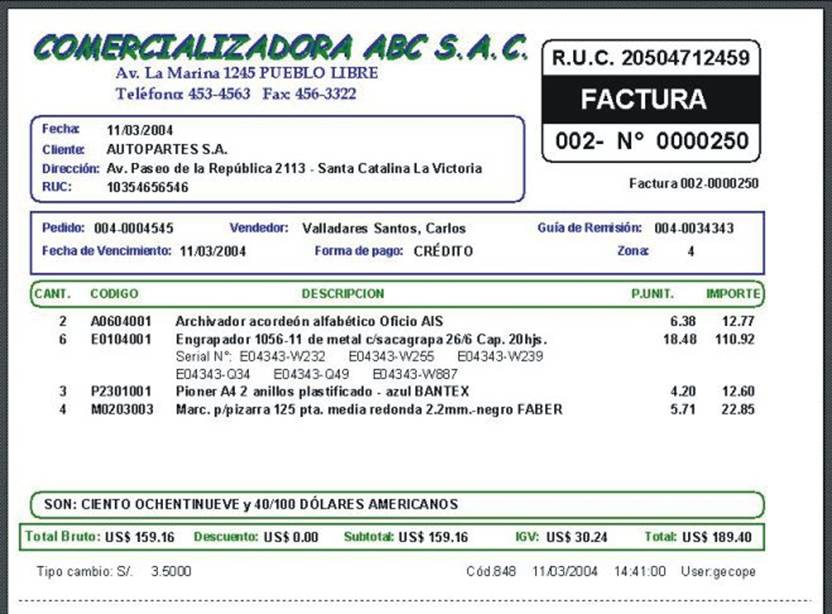 COMERCIALIZADORA ABC S.A.C.
Av. La Marina 1245 PUEBLO LIBRE
Teléfono: 453-4563 Fax: 456-3322
R.U.C. 20504712459
FACTURA
002- N° 0000250
Factura 002-0000250
Fecha: 11/03/2004
Cliente: AUTOPARTES S.A.
Dirección: Av. Paseo de la República 2113 - Santa Catalina La Victoria
RUC: 10354656546
Pedido: 004-0004545 Vendedor: Valladares Santos, Carlos Guía de Remisión: 004-0034343
Fecha de Vencimiento: 11/03/2004 Forma de pago: CRÉDITO Zona: 4
CANT. CODIGO DESCRIPCION P.UNIT. IMPORTE
2 A0604001 Archivador acordeón alfabético Oficio AIS 6.38 12.77
6 E0104001 Engrapador 1056-11 de metal c/sacagrapa 26/6 Cap. 20hjs. 18.48 110.92
Serial N°: E04343-W232 E04343-W255 E04343-W239
E04343-Q34 E04343-Q49 E04343-W887
3 P2301001 Pioner A4 2 anillos plastificado - azul BANTEX 4.20 12.60
4 M0203003 Marc. p/pizarra 125 pta. media redonda 2.2mm.-negro FABER 5.71 22.85
SON: CIENTO OCHENTINUEVE y 40/100 DÓLARES AMERICANOS
Total Bruto: US$ 159.16 Descuento: US$ 0.00 Subtotal: US$ 159.16 IGV: US$ 30.24 Total: US$ 189.40
Tipo cambio: S/. 3.5000 Cód.848 11/03/2004 14:41:00 User:gecope